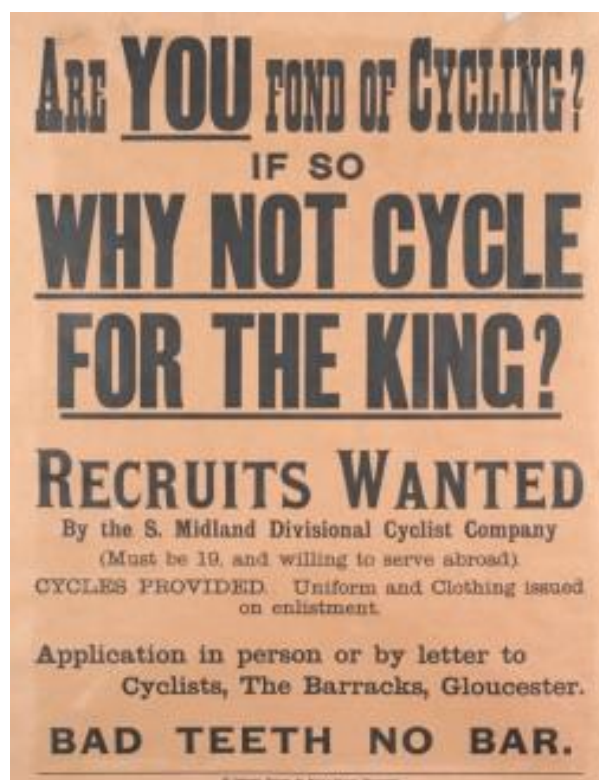 ARE YOU FOND OF CYCLING?
IF SO
WHY NOT CYCLE
FOR THE KING?
RECRUITS WANTED
By the S. Midland Divisional Cyclist Company
(Must be 19, and willing to serve abroad)
CYCLES PROVIDED. Uniform and Clothing issued
on enlistment.
Application in person or by letter to
Cyclists, The Barracks, Gloucester.
BAD TEETH NO BAR.